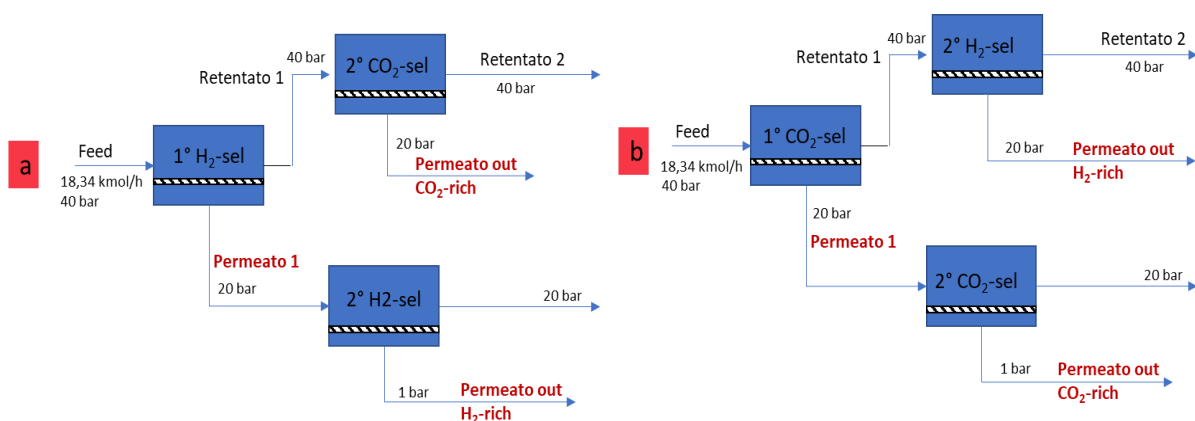 a
Feed
18,34 kmol/h
40 bar
1° H₂-sel
Retentato 1
40 bar
2° CO₂-sel
Retentato 2
40 bar
20 bar
Permeato out
CO₂-rich
Permeato 1
20 bar
2° H2-sel
20 bar
1 bar
Permeato out
H₂-rich
b
Feed
18,34 kmol/h
40 bar
1° CO₂-sel
Retentato 1
40 bar
2° H₂-sel
Retentato 2
40 bar
20 bar
Permeato out
H₂-rich
20 bar
Permeato 1
2° CO₂-sel
20 bar
1 bar
Permeato out
CO₂-rich